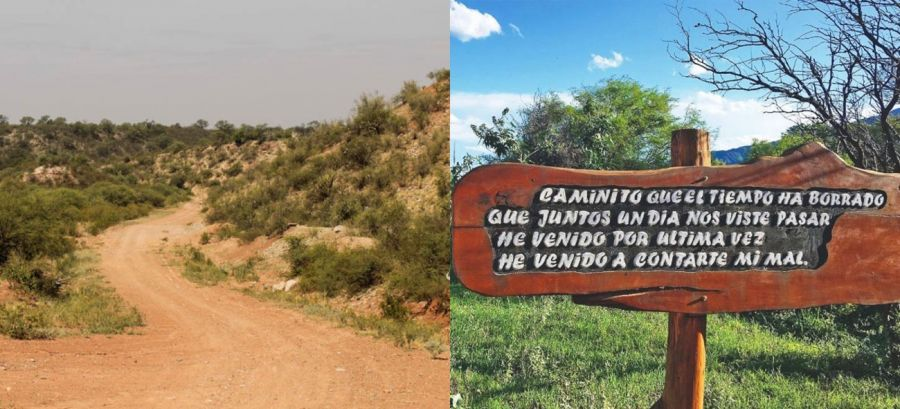 CAMINITO QUE EL TIEMPO HA BORRADO
QUE JUNTOS UN DIA NOS VISTE PASAR
HE VENIDO POR ULTIMA VEZ
HE VENIDO A CONTARTE MI MAL.